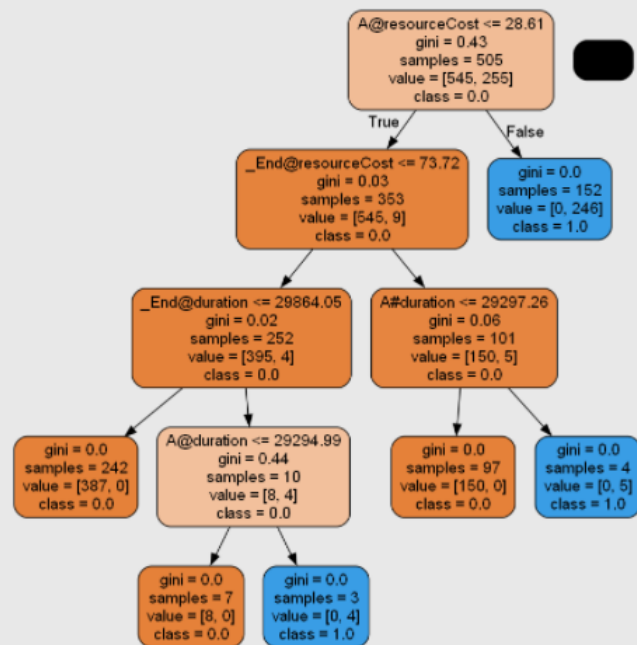 A@resourceCost <= 28.61
gini = 0.43
samples = 505
value = [545, 255]
class = 0.0
True
False
_End@resourceCost <= 73.72
gini = 0.03
samples = 353
value = [545, 9]
class = 0.0
gini = 0.0
samples = 152
value = [0, 246]
class = 1.0
_End@duration <= 29864.05
gini = 0.02
samples = 252
value = [395, 4]
class = 0.0
A#duration <= 29297.26
gini = 0.06
samples = 101
value = [150, 5]
class = 0.0
gini = 0.0
samples = 242
value = [387, 0]
class = 0.0
A@duration <= 29294.99
gini = 0.44
samples = 10
value = [8, 4]
class = 0.0
gini = 0.0
samples = 97
value = [150, 0]
class = 0.0
gini = 0.0
samples = 4
value = [0, 5]
class = 1.0
gini = 0.0
samples = 7
value = [8, 0]
class = 0.0
gini = 0.0
samples = 3
value = [0, 4]
class = 1.0